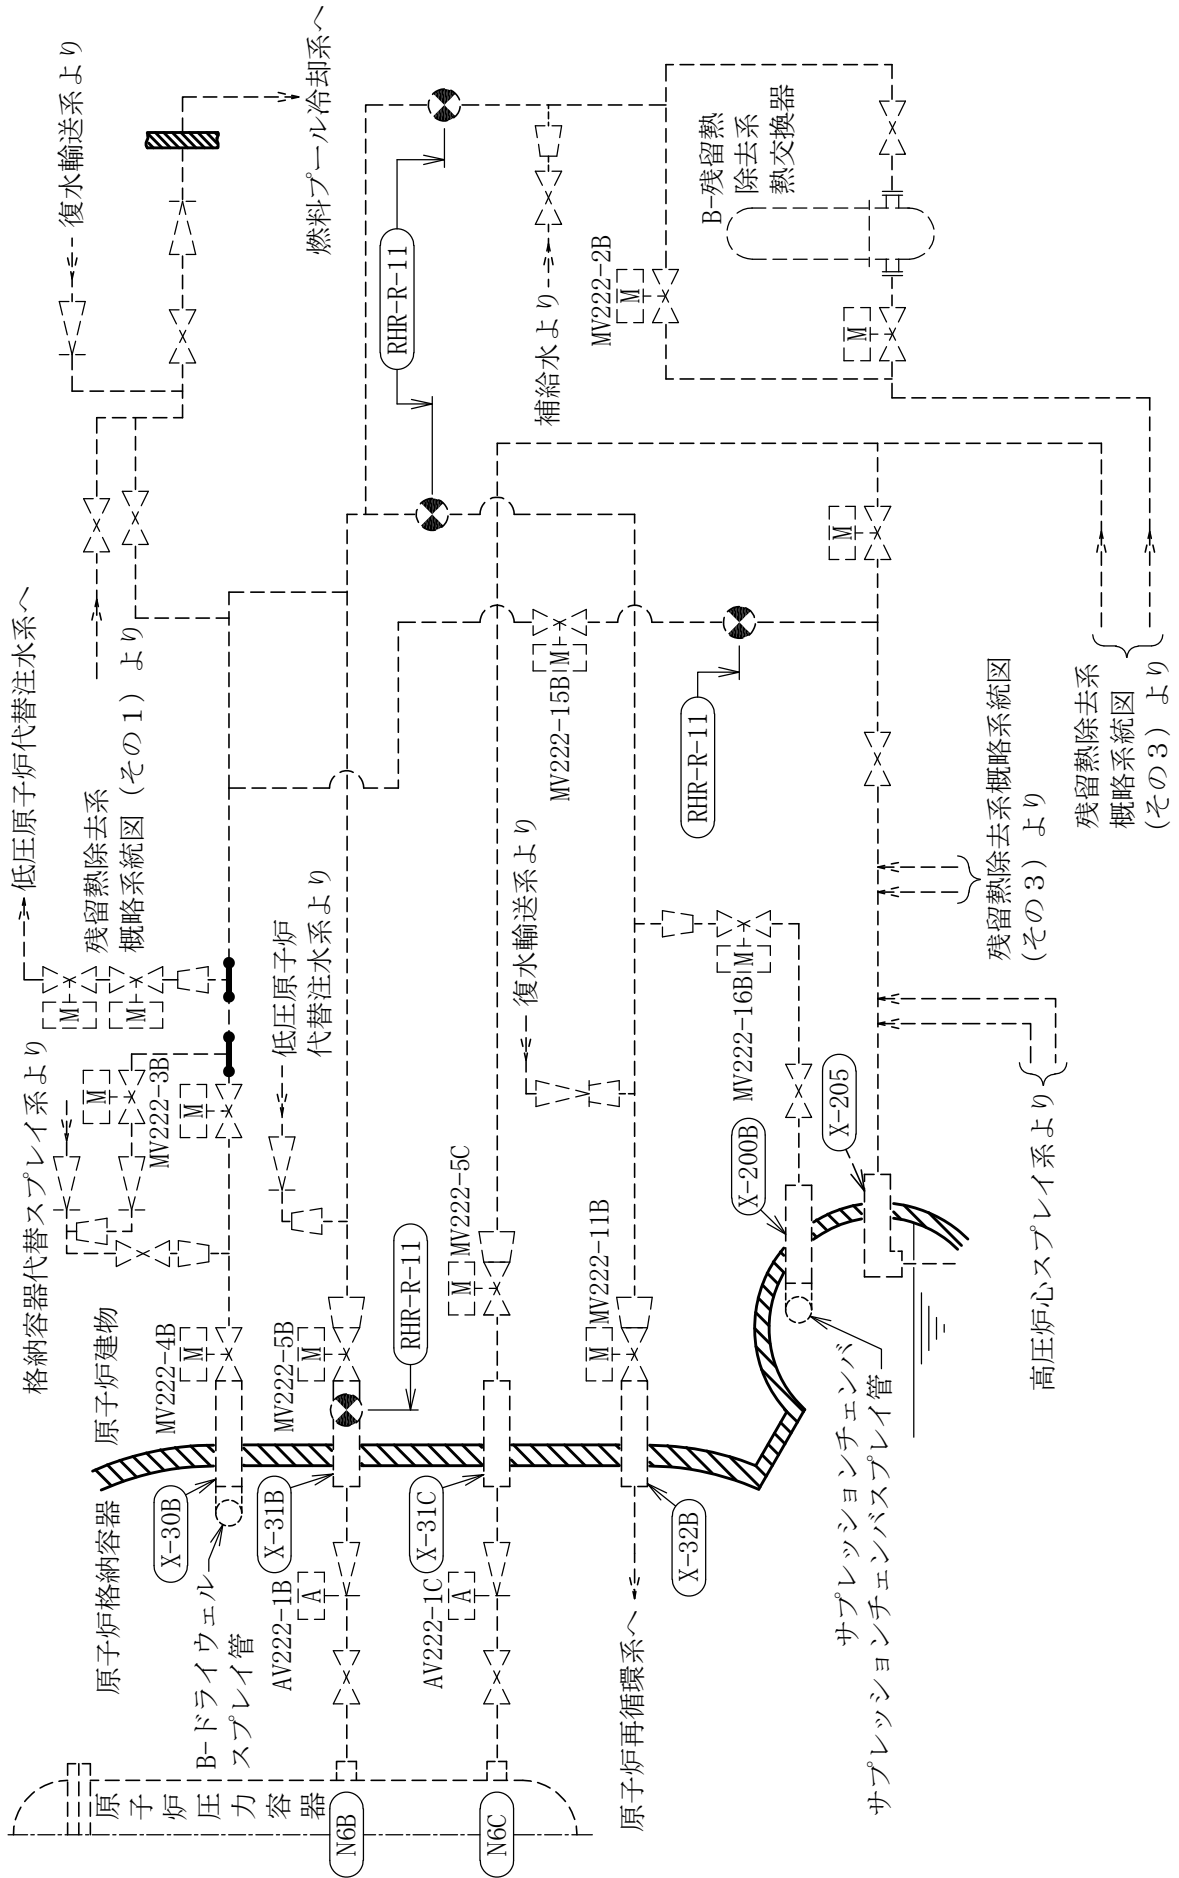 復水輸送系より
燃料プール冷却系へ
低圧原子炉代替注水系へ
残留熱除去系
概略系統図（その１）より
格納容器代替スプレイ系より
M
M
M
MV222-3B
M
原子炉建物
原子炉格納容器
MV222-4B
M
X-30B
B-ドライウェル
スプレイ管
低圧原子炉
代替注水系より
MV222-5B
M
RHR-R-11
X-31B
AV222-1B
A
原子炉圧力容器
N6B
MV222-5C
M
X-31C
AV222-1C
A
N6C
復水輸送系より
MV222-11B
M
X-32B
原子炉再循環系へ
RHR-R-11
補給水より
MV222-2B
M
B-残留熱
除去系
熱交換器
M
M
MV222-15B
M
RHR-R-11
MV222-16B
M
X-200B
X-205
サプレッションチェンバ
サプレッションチェンバスプレイ管
残留熱除去系概略系統図
(その３) より
残留熱除去系
概略系統図
(その３) より
高圧炉心スプレイ系より